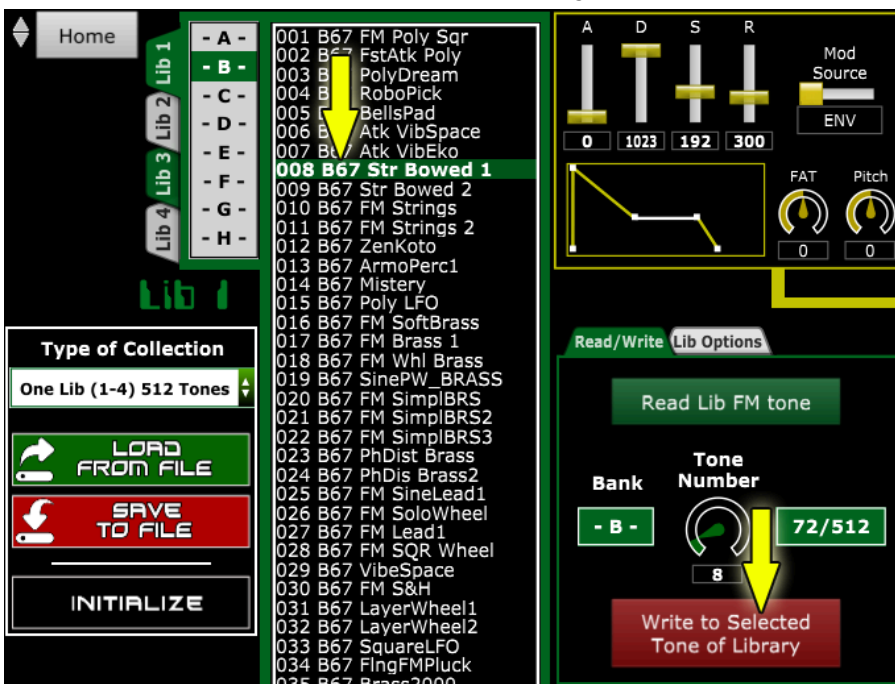 Home
Lib 1
Lib 2
Lib 3
Lib 4
- A -
- B -
- C -
- D -
- E -
- F -
- G -
- H -
Lib 1
001 B67 FM Poly Sqr
002 B67 FstAtk Poly
003 PolyDream
004 RoboPick
005 BellsPad
006 Atk VibSpace
007 B67 Atk VibEko
008 B67 Str Bowed 1
009 B67 Str Bowed 2
010 B67 FM Strings
011 B67 FM Strings 2
012 B67 ZenKoto
013 B67 ArmoPerc1
014 B67 Mistery
015 B67 Poly LFO
016 B67 FM SoftBrass
017 B67 FM Brass 1
018 B67 FM Whl Brass
019 B67 SinePW_BRASS
020 B67 FM SimplBRS
021 B67 FM SimplBRS2
022 B67 FM SimplBRS3
023 B67 PhDist Brass
024 B67 PhDis Brass2
025 B67 FM SineLead1
026 B67 FM SoloWheel
027 B67 FM Lead1
028 B67 FM SQR Wheel
029 B67 VibeSpace
030 B67 FM S&H
031 B67 LayerWheel1
032 B67 LayerWheel2
033 B67 SquareLFO
034 B67 FlngFMPluck
035 B67 Brass2000
Type of Collection
One Lib (1-4) 512 Tones
LOAD
FROM FILE
SAVE
TO FILE
INITIALIZE
A D S R
0 1023 192 300
Mod
Source
ENV
FAT Pitch
0 0
Read/Write Lib Options
Read Lib FM tone
Bank
Tone
Number
- B -
8
72/512
Write to Selected
Tone of Library